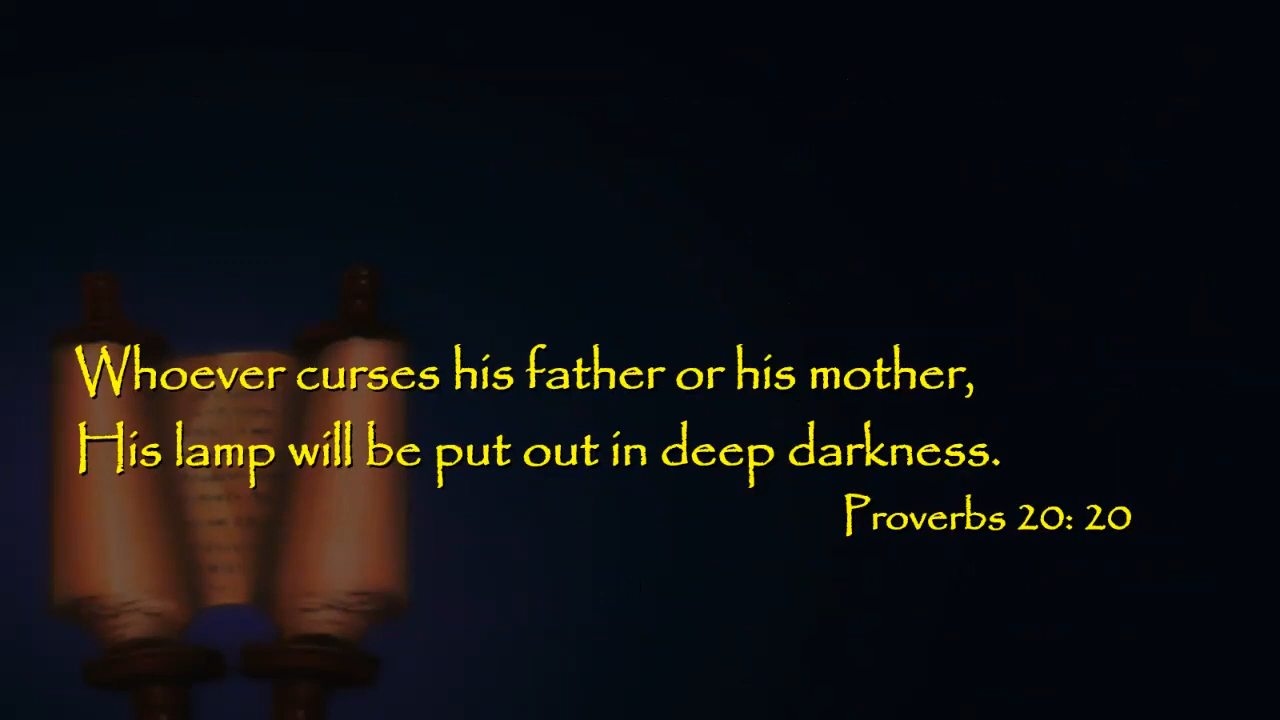 Whoever curses his father or his mother,
His lamp will be put out in deep darkness.
Proverbs 20: 20